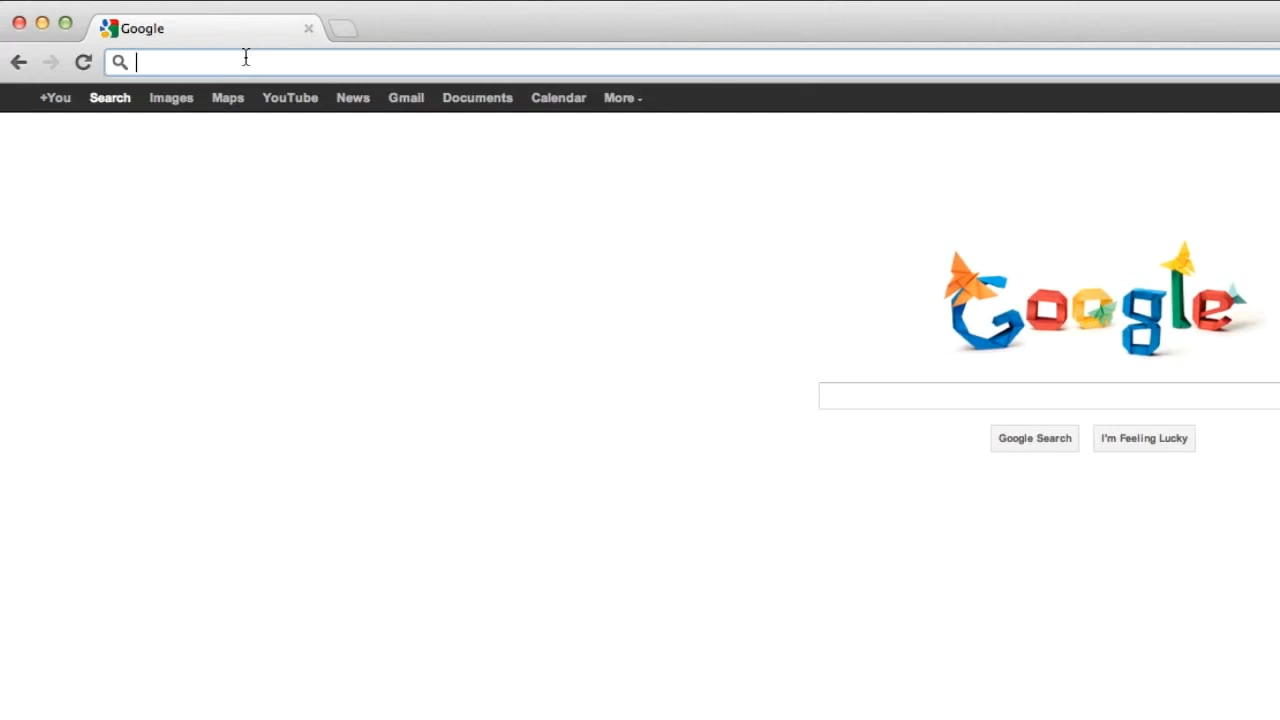 Google
+You Search Images Maps YouTube News Gmail Documents Calendar More
Google
Google Search I'm Feeling Lucky